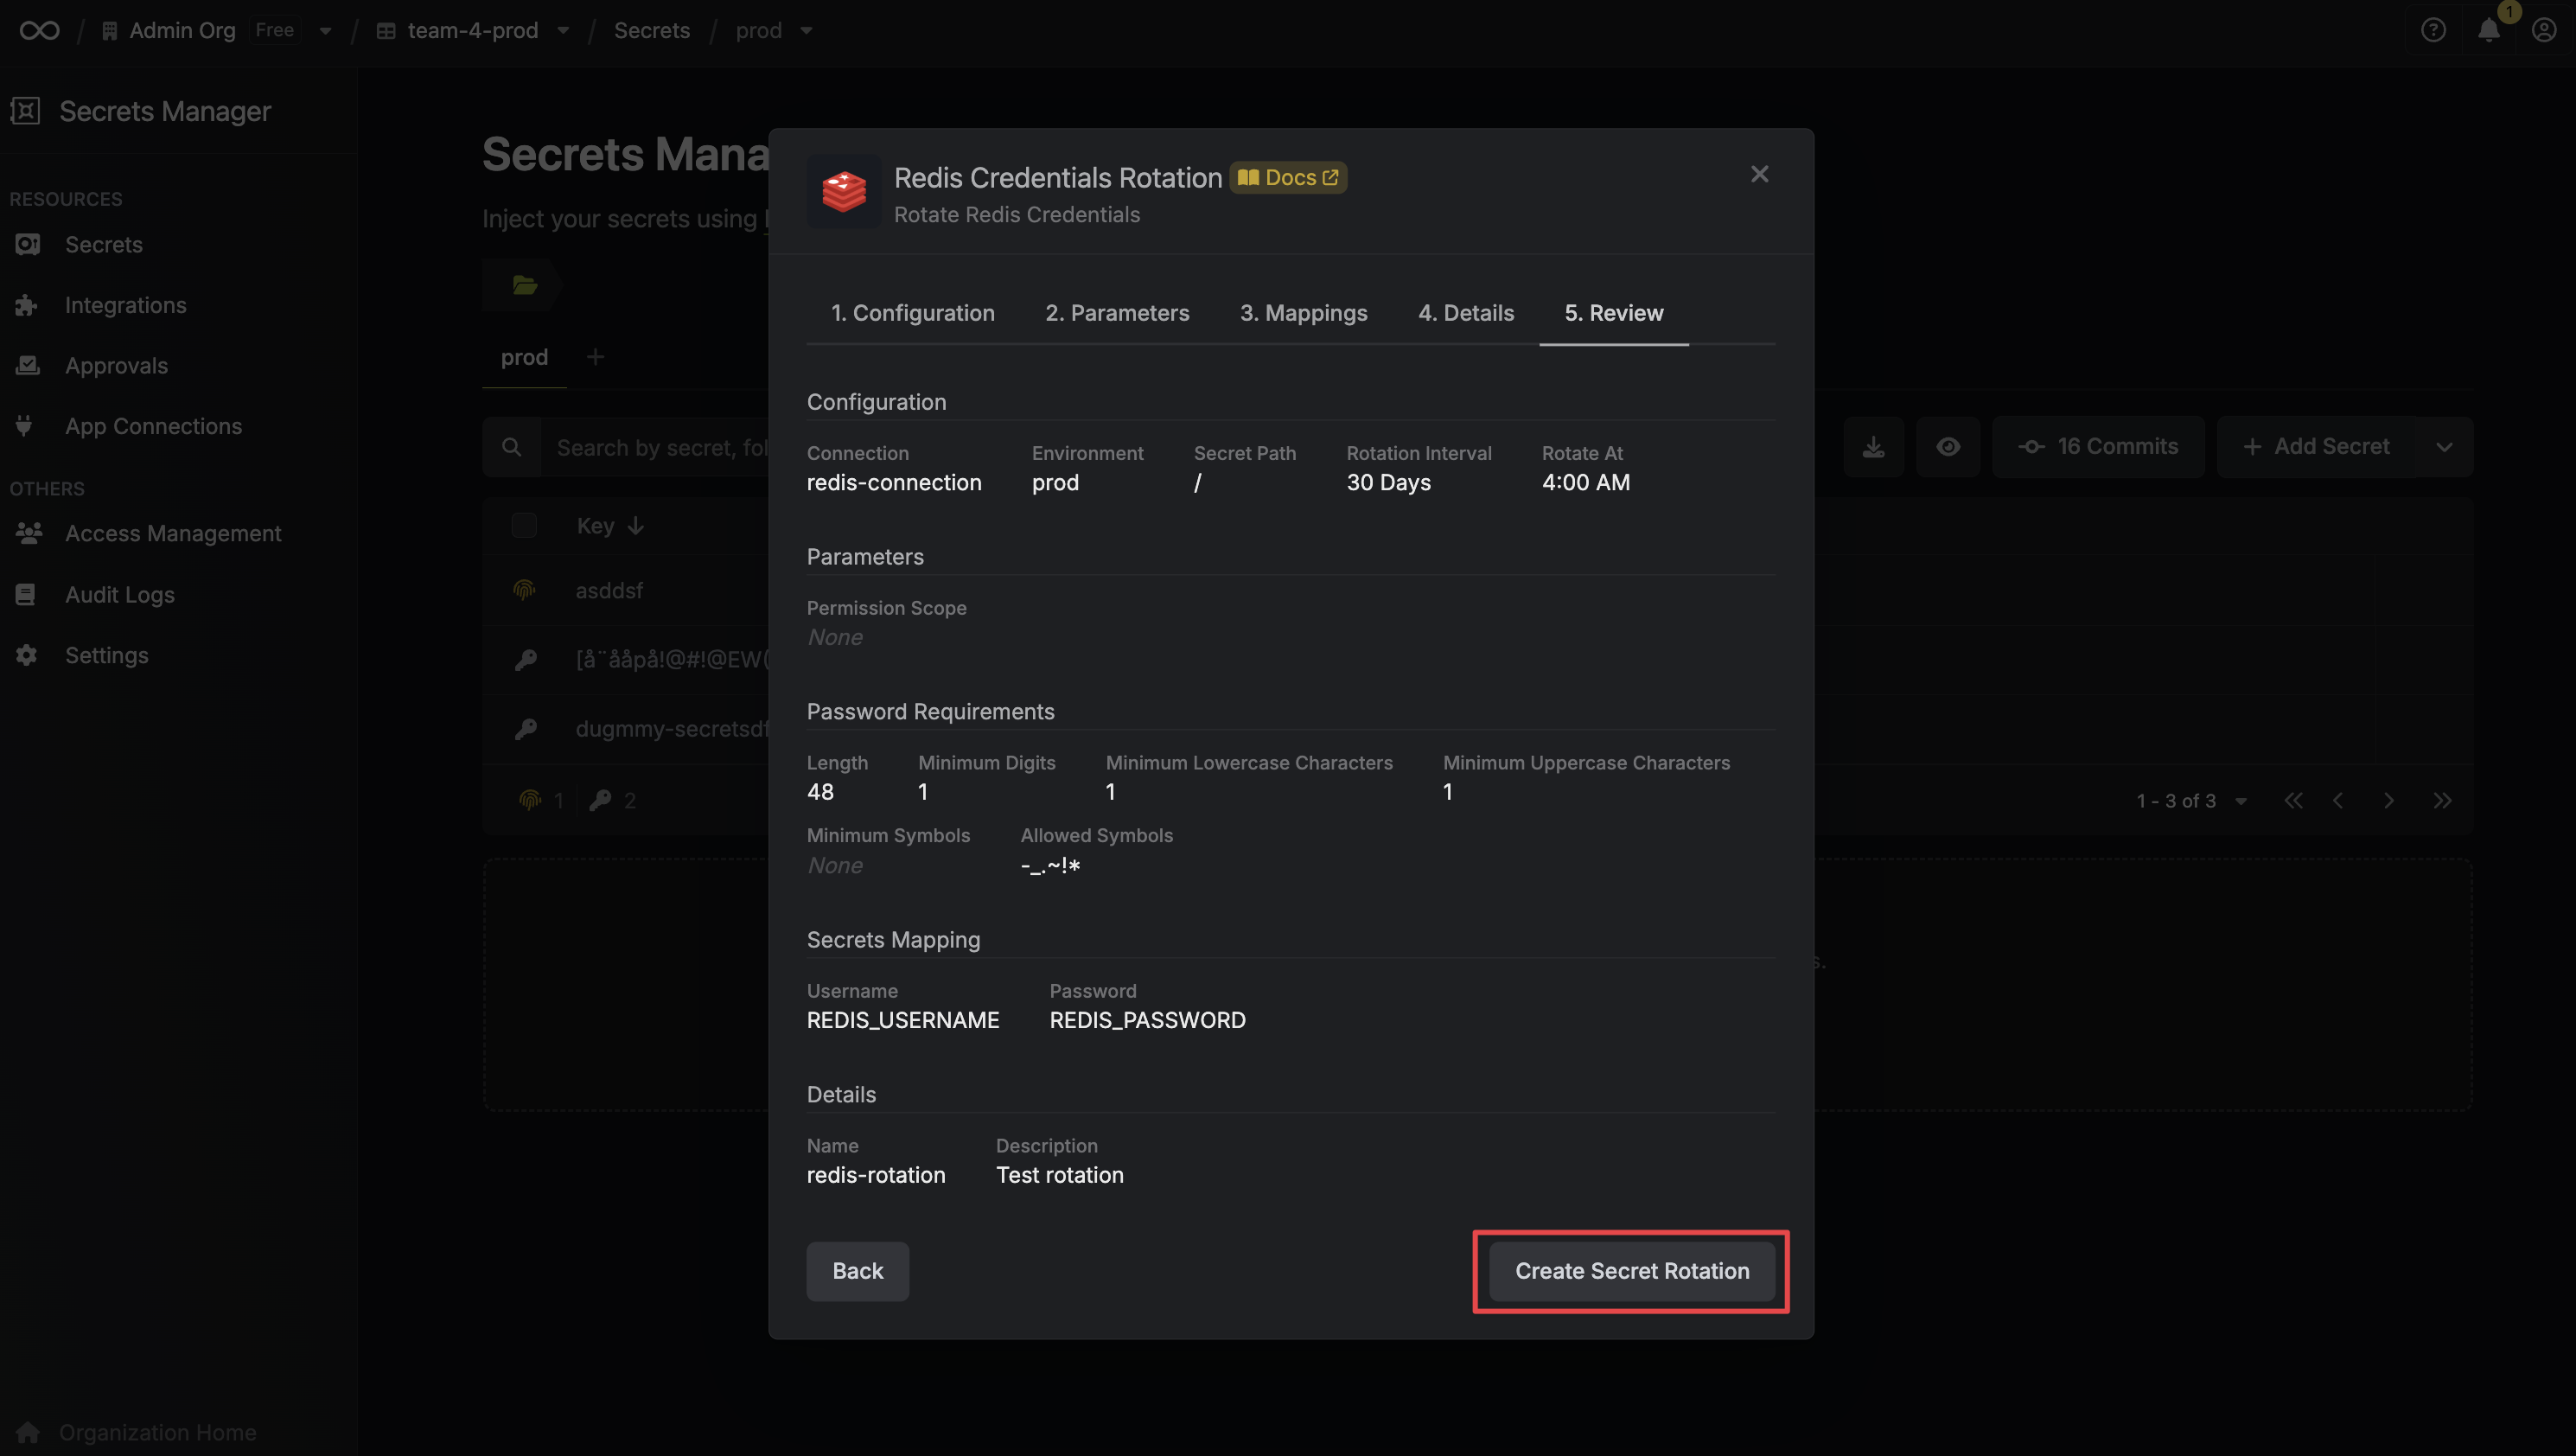 Admin Org Free / team-4-prod / Secrets / prod
1
Secrets Manager
RESOURCES
Secrets
Integrations
Approvals
App Connections
OTHERS
Access Management
Audit Logs
Settings
Organization Home
Secrets Mana
Inject your secrets using
prod
Search by secret, fol
16 Commits
Add Secret
Key
asddsf
[å¨ååpå!@#!@EW(
dugmmy-secretsdf
1 2
1 - 3 of 3
s.
Redis Credentials Rotation Docs
Rotate Redis Credentials
1. Configuration 2. Parameters 3. Mappings 4. Details 5. Review
Configuration
Connection Environment Secret Path Rotation Interval Rotate At
redis-connection prod / 30 Days 4:00 AM
Parameters
Permission Scope
None
Password Requirements
Length Minimum Digits Minimum Lowercase Characters Minimum Uppercase Characters
48 1 1 1
Minimum Symbols Allowed Symbols
None -_.~!*
Secrets Mapping
Username Password
REDIS_USERNAME REDIS_PASSWORD
Details
Name Description
redis-rotation Test rotation
Back Create Secret Rotation